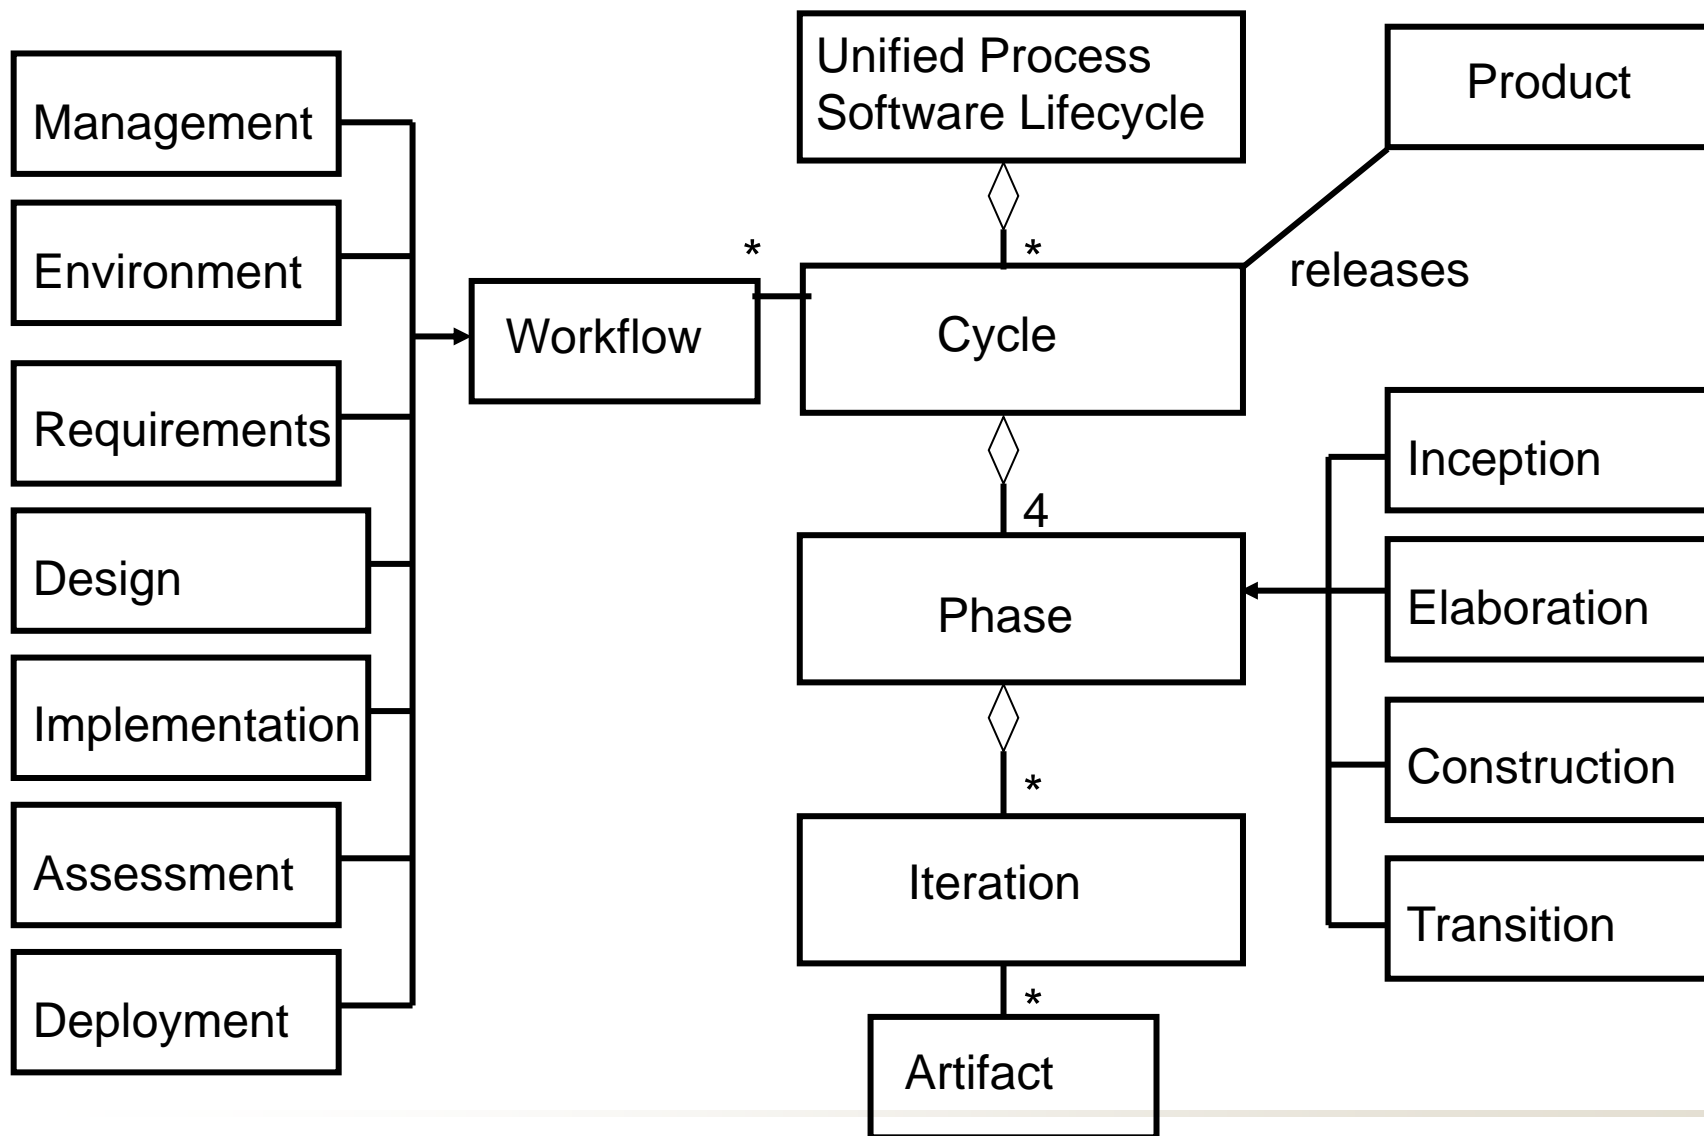 Unified Process
Software Lifecycle
Product
Management
Environment
*
*
releases
Workflow
Cycle
Requirements
Inception
4
Design
Phase
Elaboration
Implementation
Construction
*
Assessment
Iteration
Transition
*
Deployment
Artifact